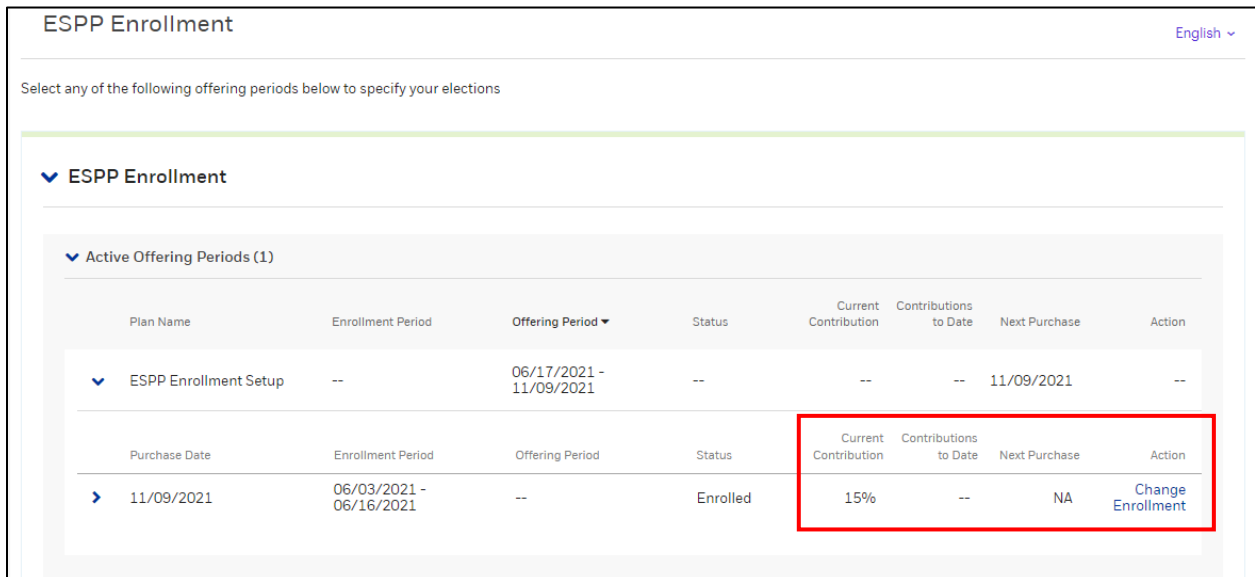 ESPP Enrollment
English
Select any of the following offering periods below to specify your elections
ESPP Enrollment
Active Offering Periods (1)
Plan Name Enrollment Period Offering Period Status Current Contribution Contributions to Date Next Purchase Action
ESPP Enrollment Setup -- 06/17/2021 - 11/09/2021 -- -- -- 11/09/2021 --
Purchase Date Enrollment Period Offering Period Status Current Contribution Contributions to Date Next Purchase Action
11/09/2021 06/03/2021 - 06/16/2021 -- Enrolled 15% -- NA Change Enrollment